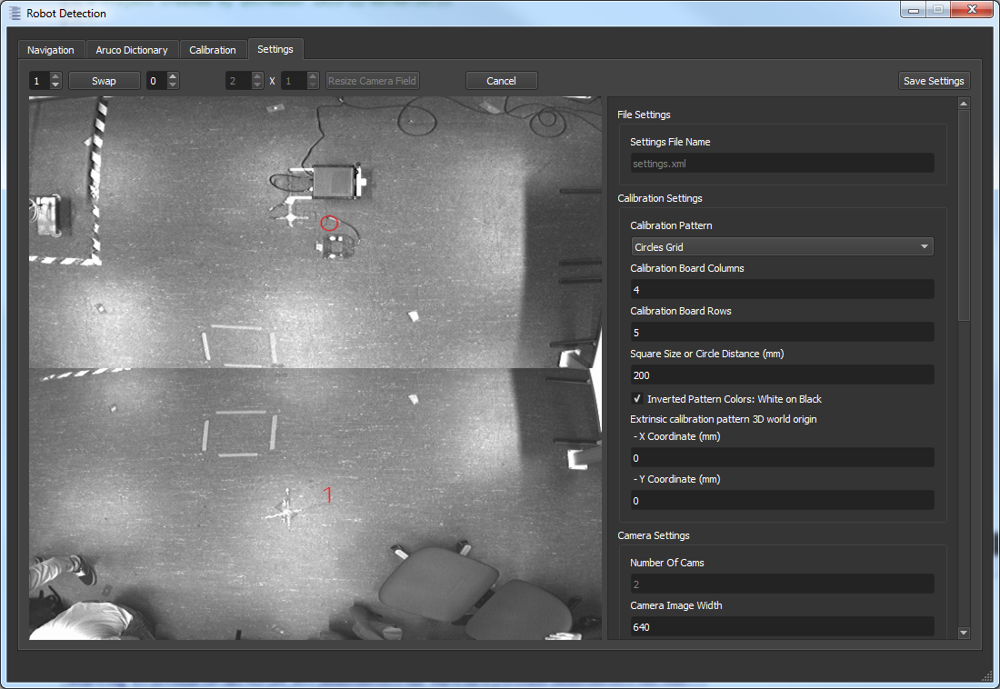 Robot Detection
Navigation Aruco Dictionary Calibration Settings
1 Swap 0 2 X 1 Resize Camera Field Cancel Save Settings
File Settings
Settings File Name
settings.xml
Calibration Settings
Calibration Pattern
Circles Grid
Calibration Board Columns
4
Calibration Board Rows
5
Square Size or Circle Distance (mm)
200
Inverted Pattern Colors: White on Black
Extrinsic calibration pattern 3D world origin
- X Coordinate (mm)
0
- Y Coordinate (mm)
0
Camera Settings
Number Of Cams
2
Camera Image Width
640
0
1